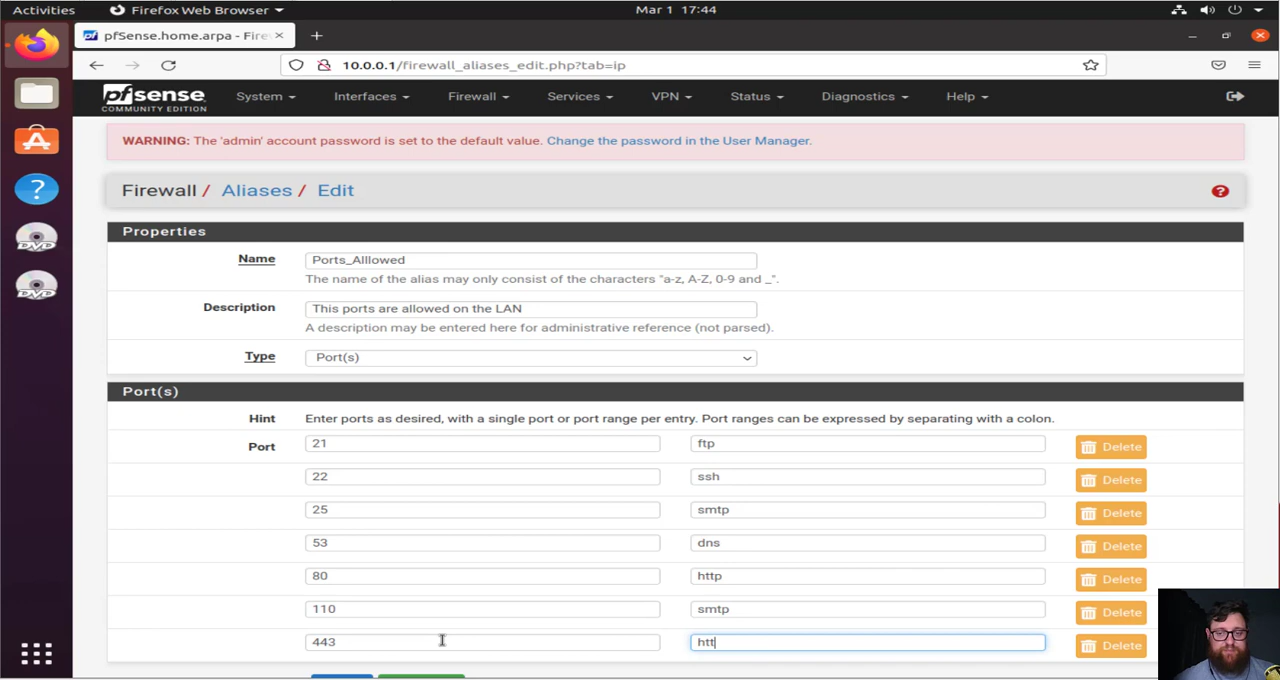 Activities Firefox Web Browser Mar 1 17:44
pfSense.home.arpa - Fire
10.0.0.1/firewall_aliases_edit.php?tab=ip
pfsense COMMUNITY EDITION System Interfaces Firewall Services VPN Status Diagnostics Help
WARNING: The 'admin' account password is set to the default value. Change the password in the User Manager.
Firewall / Aliases / Edit
Properties
Name Ports_Alllowed
The name of the alias may only consist of the characters "a-z, A-Z, 0-9 and _".
Description This ports are allowed on the LAN
A description may be entered here for administrative reference (not parsed).
Type Port(s)
Port(s)
Hint Enter ports as desired, with a single port or port range per entry. Port ranges can be expressed by separating with a colon.
Port 21 ftp Delete
22 ssh Delete
25 smtp Delete
53 dns Delete
80 http Delete
110 smtp Delete
443 htt Delete